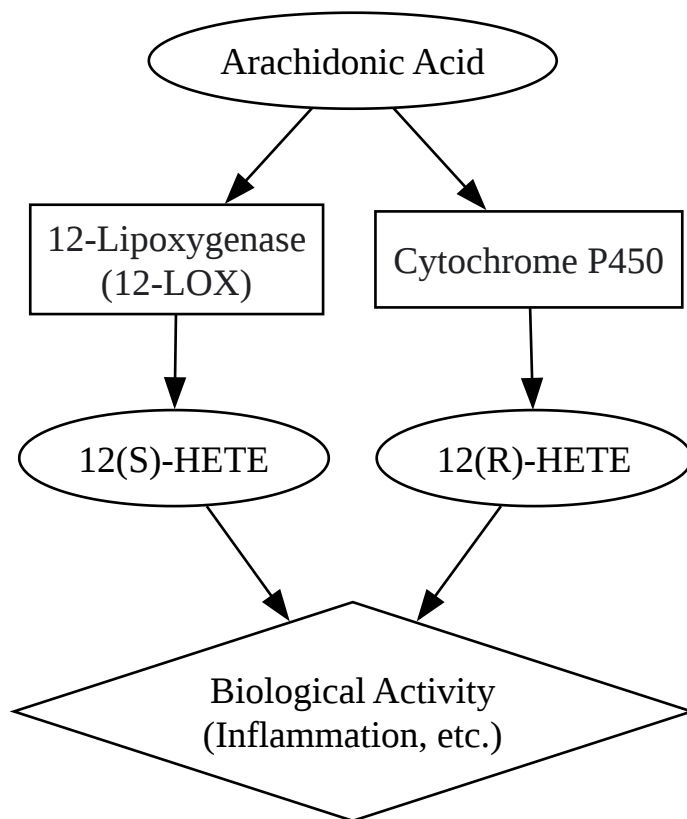 Arachidonic Acid
12-Lipoxygenase
(12-LOX)
Cytochrome P450
12(S)-HETE
12(R)-HETE
Biological Activity
(Inflammation, etc.)